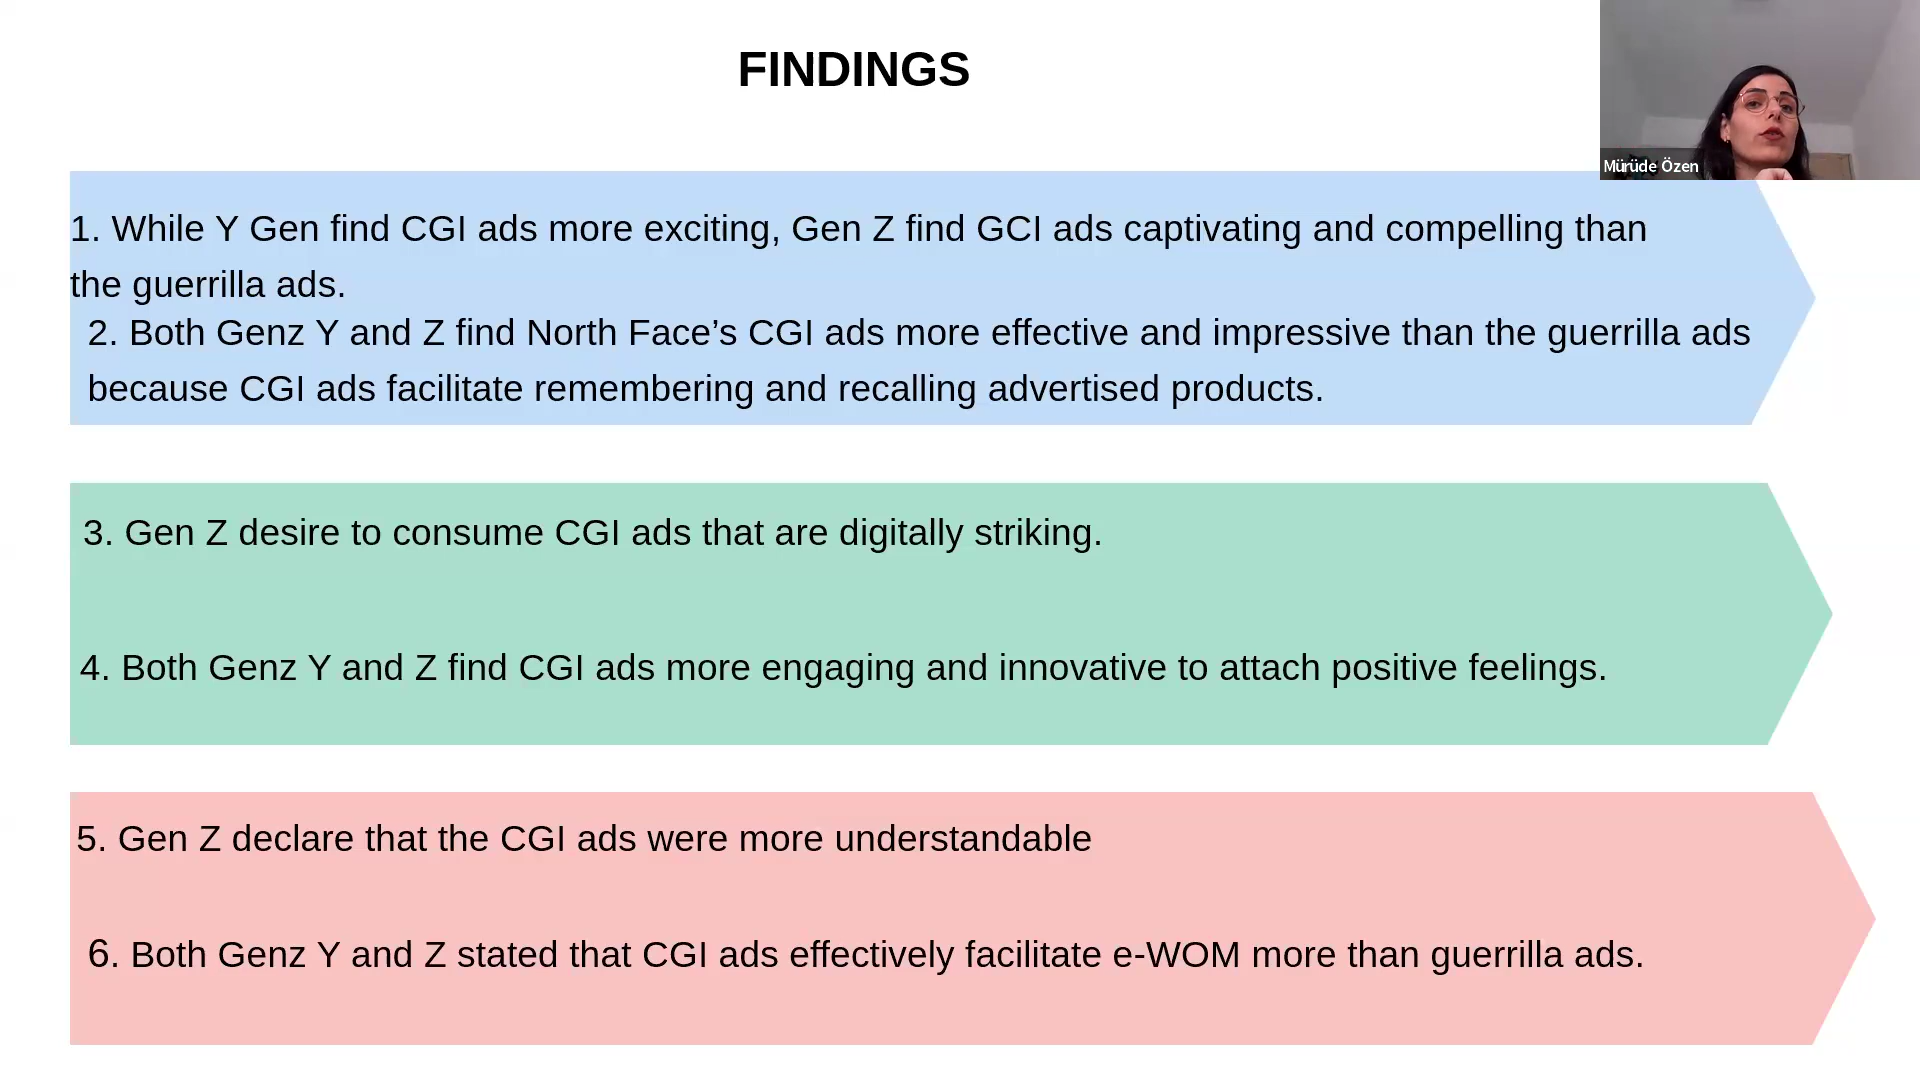 FINDINGS
Mürüde Özen
1. While Y Gen find CGI ads more exciting, Gen Z find GCI ads captivating and compelling than
the guerrilla ads.
2. Both Genz Y and Z find North Face’s CGI ads more effective and impressive than the guerrilla ads
because CGI ads facilitate remembering and recalling advertised products.
3. Gen Z desire to consume CGI ads that are digitally striking.
4. Both Genz Y and Z find CGI ads more engaging and innovative to attach positive feelings.
5. Gen Z declare that the CGI ads were more understandable
6. Both Genz Y and Z stated that CGI ads effectively facilitate e-WOM more than guerrilla ads.